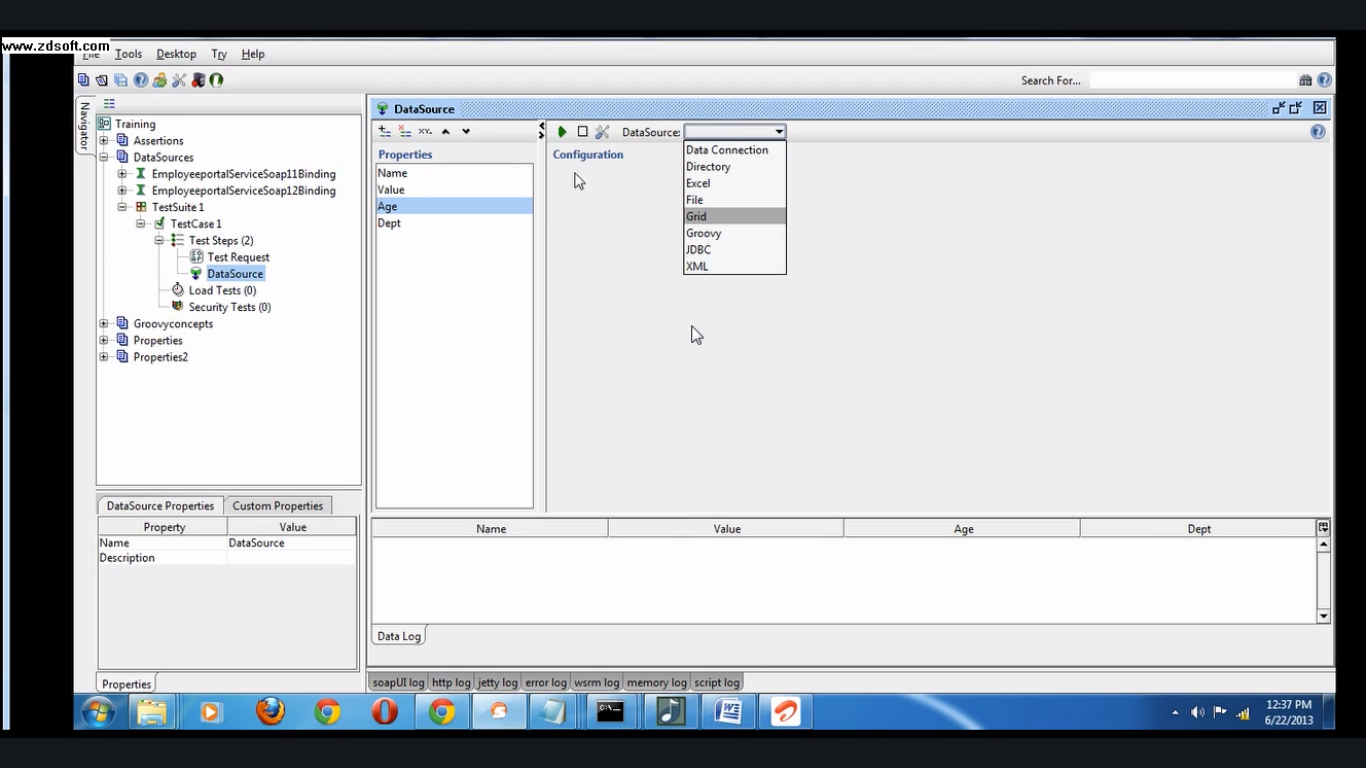 www.zdsoft.com
File Tools Desktop Try Help
Search For...
Navigator
Training
Assertions
DataSources
EmployeeportalServiceSoap11Binding
EmployeeportalServiceSoap12Binding
TestSuite 1
TestCase 1
Test Steps (2)
Test Request
DataSource
Load Tests (0)
Security Tests (0)
Groovyconcepts
Properties
Properties2
DataSource Properties Custom Properties
Property Value
Name DataSource
Description
Properties
DataSource
XY.
DataSource:
Properties
Name
Value
Age
Dept
Configuration
Data Connection
Directory
Excel
File
Grid
Groovy
JDBC
XML
Name Value Age Dept
Data Log
soapUI log http log jetty log error log wsrm log memory log script log
12:37 PM
6/22/2013